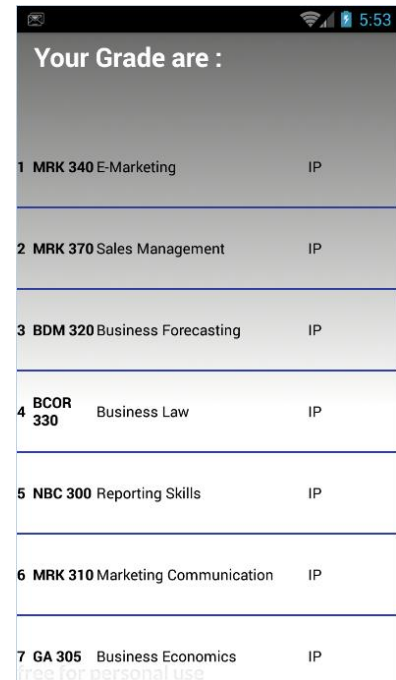 5:53
Your Grade are :
1 MRK 340 E-Marketing IP
2 MRK 370 Sales Management IP
3 BDM 320 Business Forecasting IP
4 BCOR 330 Business Law IP
5 NBC 300 Reporting Skills IP
6 MRK 310 Marketing Communication IP
7 GA 305 Business Economics IP
free for personal use